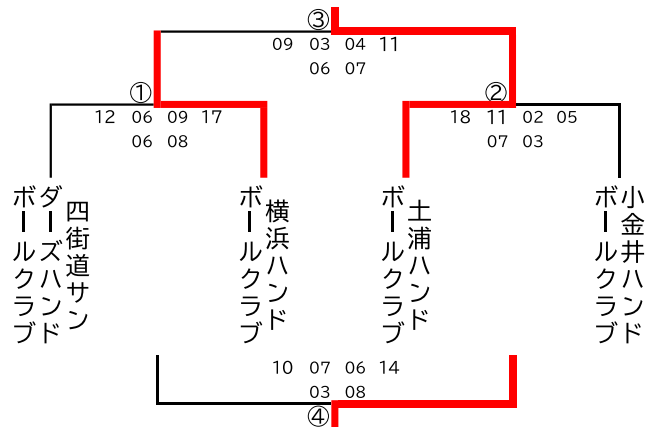 ③
09 03 04 11
06 07
①
12 06 09 17
06 08
②
18 11 02 05
07 03
四街道サン
ダーズハンド
ボールクラブ
横浜ハンド
ボールクラブ
土浦ハンド
ボールクラブ
小金井ハンド
ボールクラブ
10 07 06 14
03 08
④